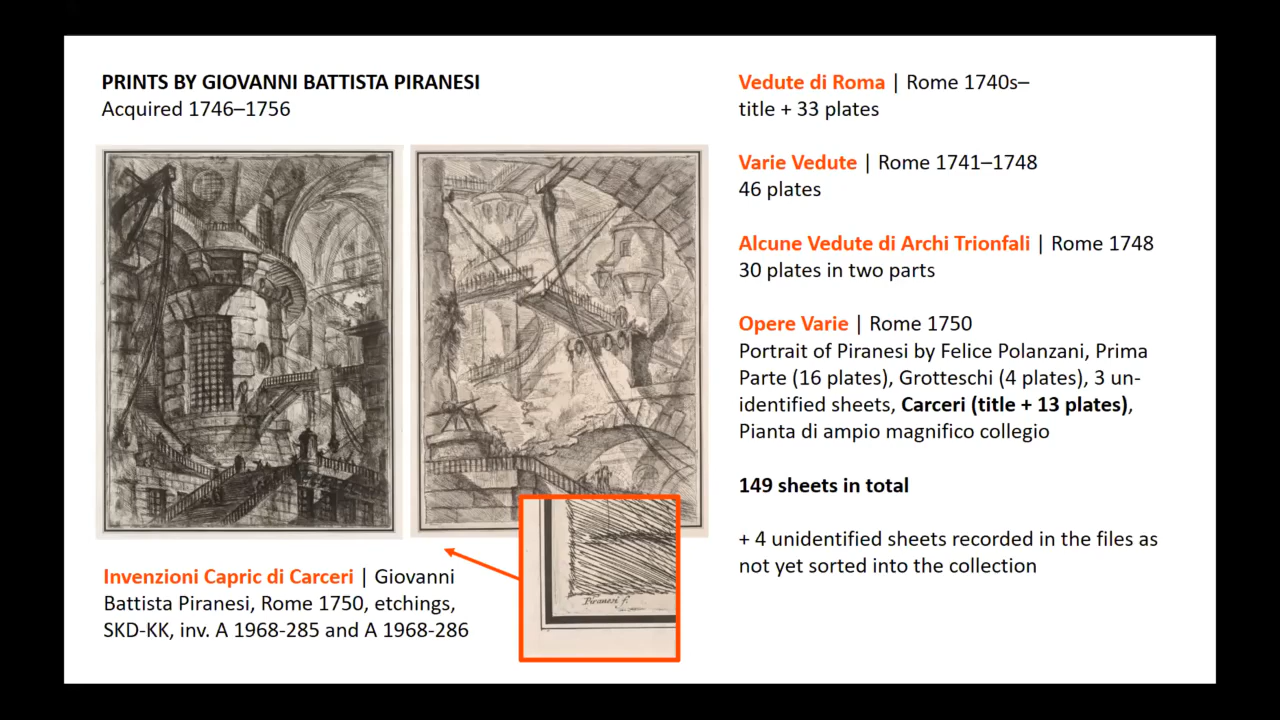 PRINTS BY GIOVANNI BATTISTA PIRANESI
Acquired 1746–1756
Piranesi f.
Invenzioni Capric di Carceri | Giovanni
Battista Piranesi, Rome 1750, etchings,
SKD-KK, inv. A 1968-285 and A 1968-286
Vedute di Roma | Rome 1740s–
title + 33 plates
Varie Vedute | Rome 1741–1748
46 plates
Alcune Vedute di Archi Trionfali | Rome 1748
30 plates in two parts
Opere Varie | Rome 1750
Portrait of Piranesi by Felice Polanzani, Prima
Parte (16 plates), Grotteschi (4 plates), 3 un-
identified sheets, Carceri (title + 13 plates),
Pianta di ampio magnifico collegio
149 sheets in total
+ 4 unidentified sheets recorded in the files as
not yet sorted into the collection